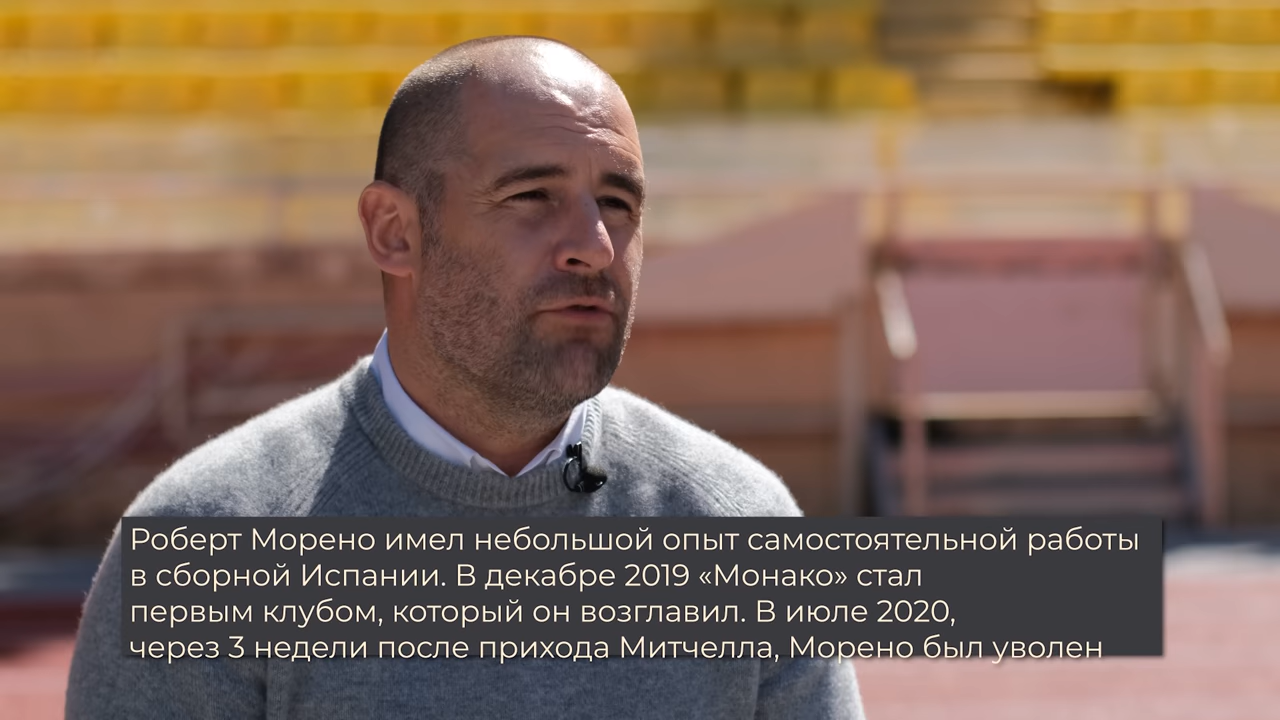 Роберт Морено имел небольшой опыт самостоятельной работы
в сборной Испании. В декабре 2019 «Монако» стал
первым клубом, который он возглавил. В июле 2020,
через 3 недели после прихода Митчелла, Морено был уволен